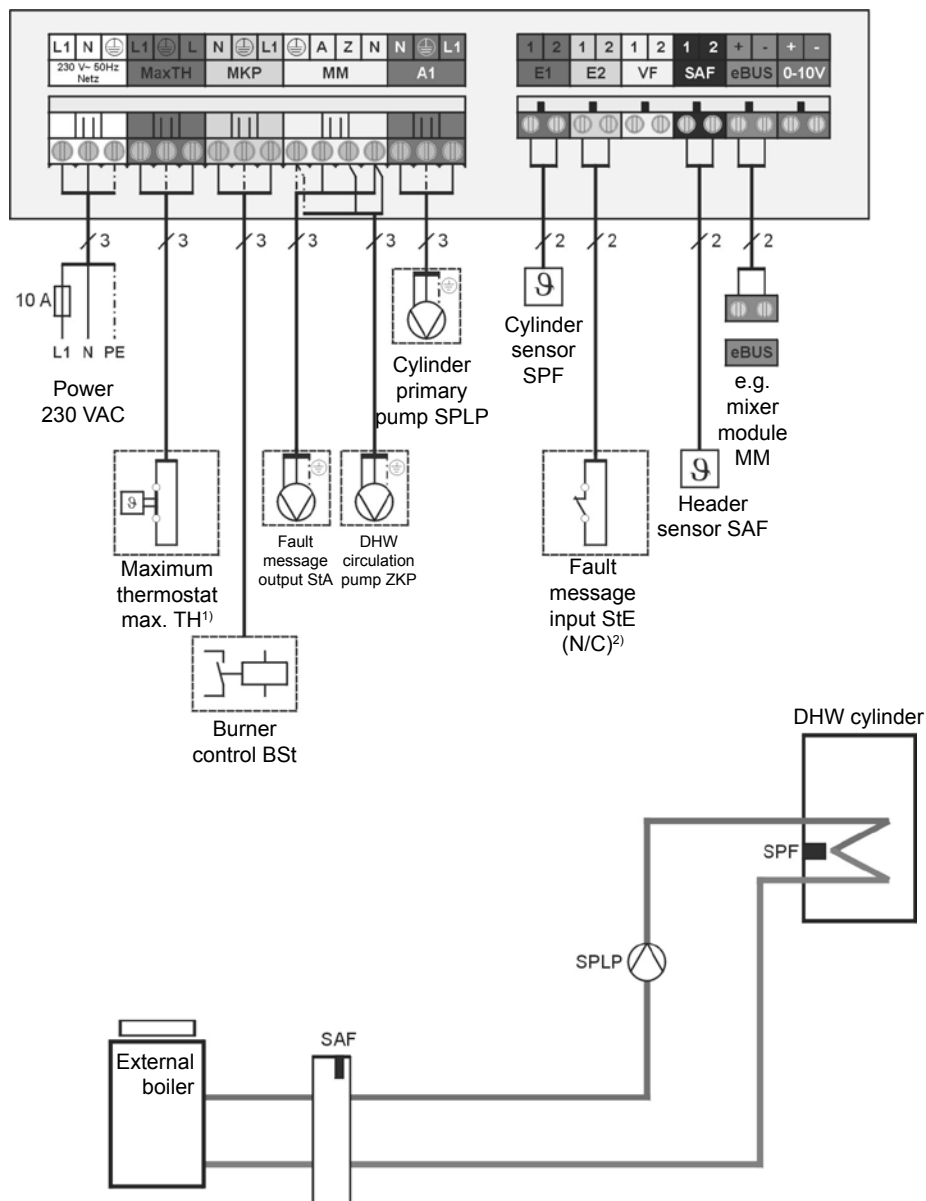 L1 N L1 L N L1 A Z N N L1
230 V~ 50Hz
Netz
MaxTH MKP MM A1
1 2 1 2 1 2 1 2 + - + -
E1 E2 VF SAF eBUS 0-10V
3 3 3 3 3 3 2 2 2 2
10 A
L1 N PE
Power
230 VAC
Cylinder
primary
pump SPLP
Cylinder
sensor
SPF
eBUS
e.g.
mixer
module
MM
ϑ
ϑ
ϑ
Header
sensor SAF
Maximum
thermostat
max. TH1)
Fault
message
output StA
DHW
circulation
pump ZKP
Fault
message
input StE
(N/C)2)
Burner
control BSt
DHW cylinder
SPF
SPLP
SAF
External
boiler